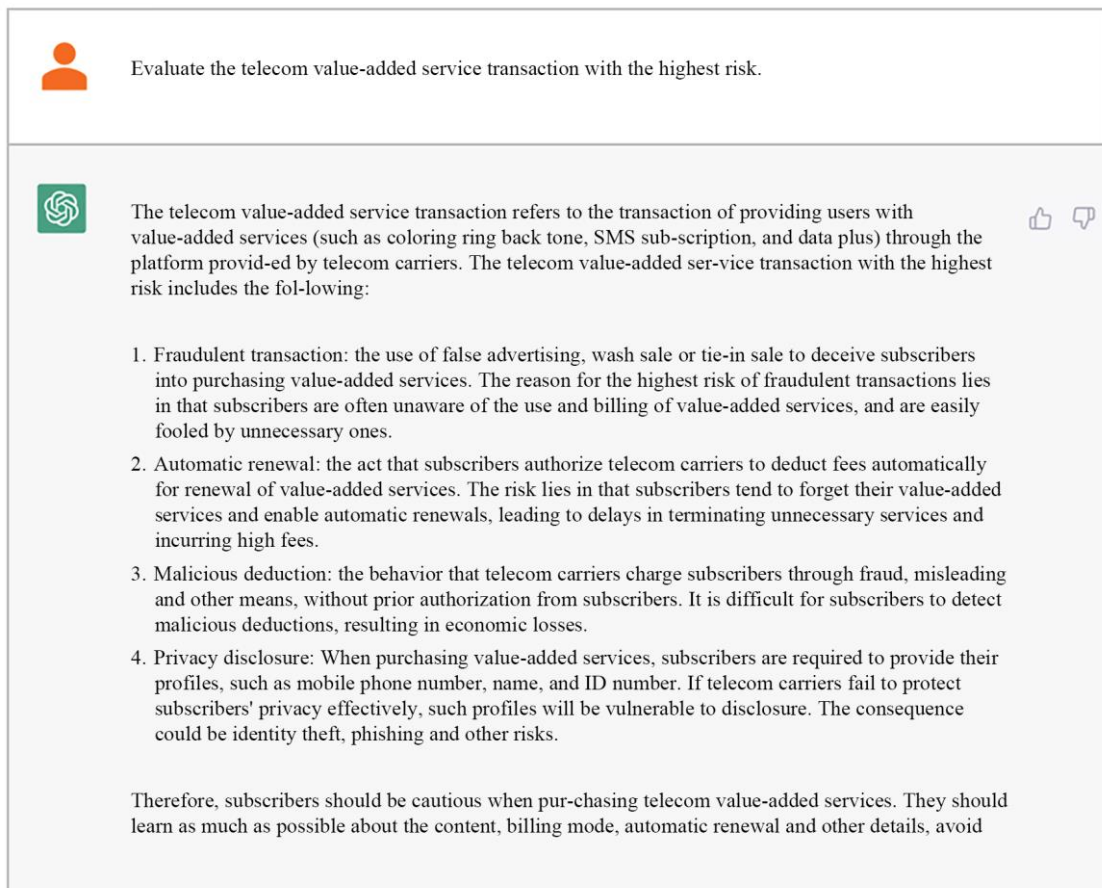 Evaluate the telecom value-added service transaction with the highest risk.
The telecom value-added service transaction refers to the transaction of providing users with
value-added services (such as coloring ring back tone, SMS sub-scription, and data plus) through the
platform provid-ed by telecom carriers. The telecom value-added ser-vice transaction with the highest
risk includes the fol-lowing:
1. Fraudulent transaction: the use of false advertising, wash sale or tie-in sale to deceive subscribers
into purchasing value-added services. The reason for the highest risk of fraudulent transactions lies
in that subscribers are often unaware of the use and billing of value-added services, and are easily
fooled by unnecessary ones.
2. Automatic renewal: the act that subscribers authorize telecom carriers to deduct fees automatically
for renewal of value-added services. The risk lies in that subscribers tend to forget their value-added
services and enable automatic renewals, leading to delays in terminating unnecessary services and
incurring high fees.
3. Malicious deduction: the behavior that telecom carriers charge subscribers through fraud, misleading
and other means, without prior authorization from subscribers. It is difficult for subscribers to detect
malicious deductions, resulting in economic losses.
4. Privacy disclosure: When purchasing value-added services, subscribers are required to provide their
profiles, such as mobile phone number, name, and ID number. If telecom carriers fail to protect
subscribers' privacy effectively, such profiles will be vulnerable to disclosure. The consequence
could be identity theft, phishing and other risks.
Therefore, subscribers should be cautious when pur-chasing telecom value-added services. They should
learn as much as possible about the content, billing mode, automatic renewal and other details, avoid